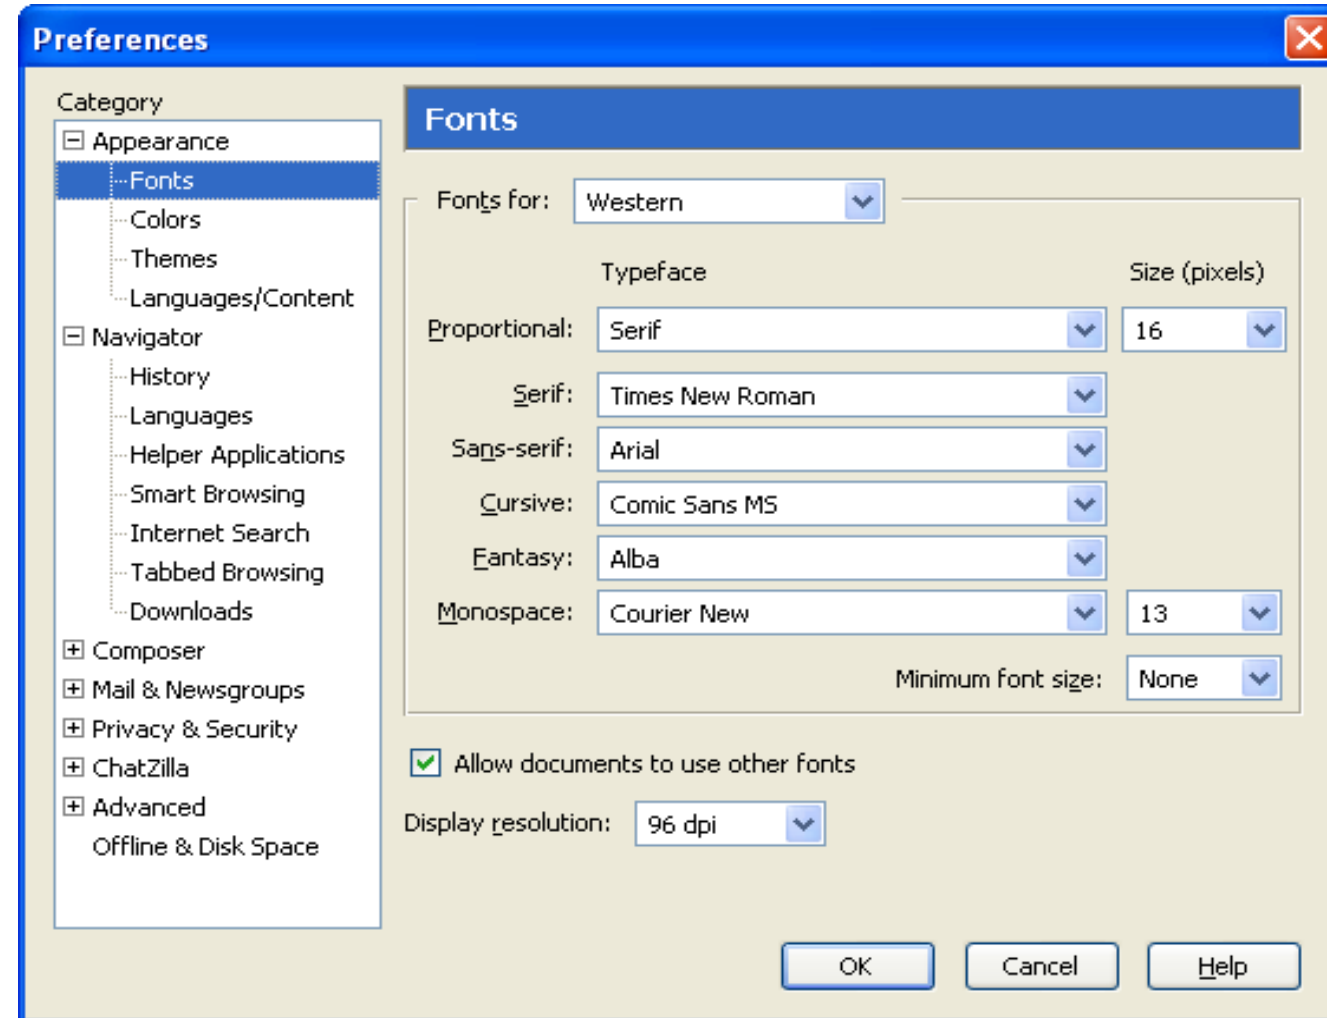 Preferences
Category
Appearance
Fonts
Colors
Themes
Languages/Content
Navigator
History
Languages
Helper Applications
Smart Browsing
Internet Search
Tabbed Browsing
Downloads
Composer
Mail & Newsgroups
Privacy & Security
ChatZilla
Advanced
Offline & Disk Space
Fonts
Fonts for: Western
Typeface Size (pixels)
Proportional: Serif 16
Serif: Times New Roman
Sans-serif: Arial
Cursive: Comic Sans MS
Fantasy: Alba
Monospace: Courier New 13
Minimum font size: None
Allow documents to use other fonts
Display resolution: 96 dpi
OK Cancel Help